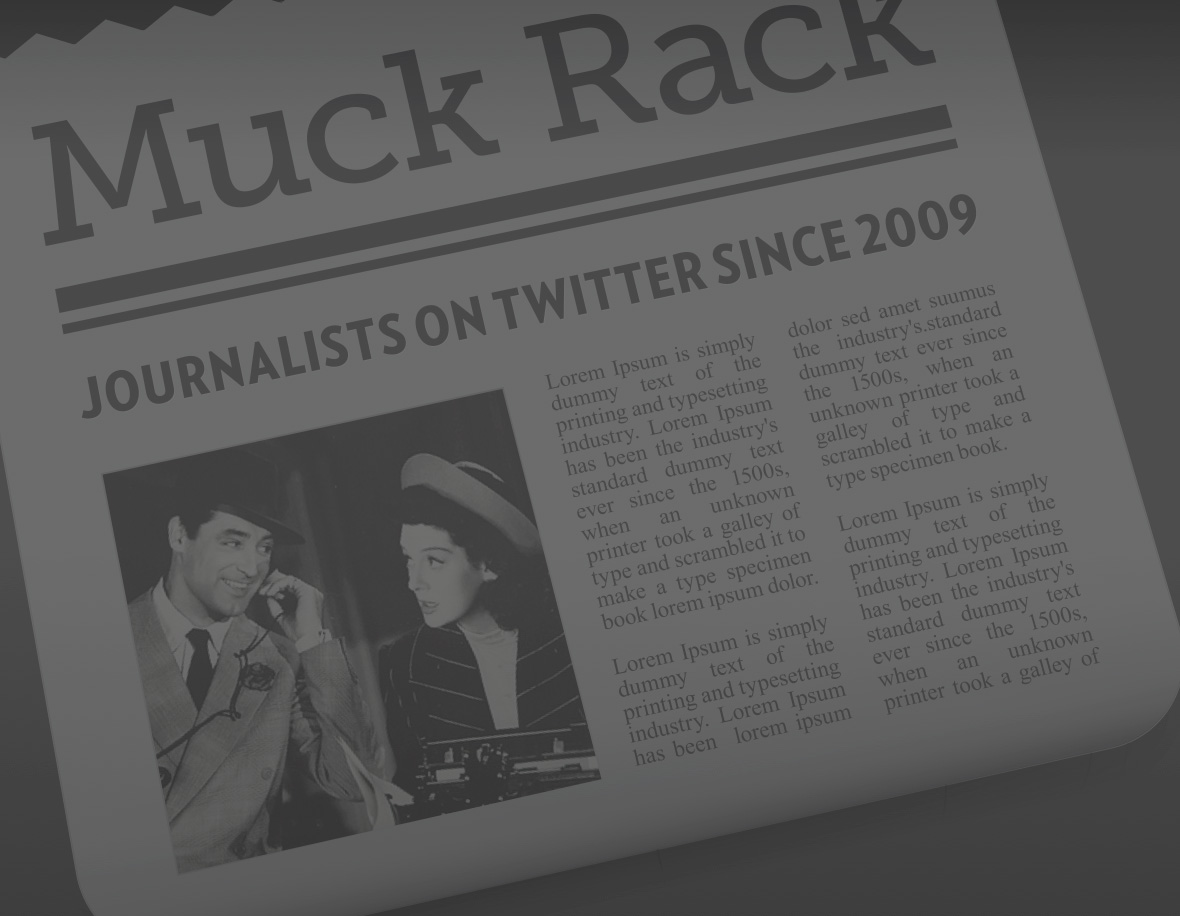 Muck Rack
JOURNALISTS ON TWITTER SINCE 2009
Lorem Ipsum is simply
dummy text of the
printing and typesetting
industry. Lorem Ipsum
has been the industry's
standard dummy text
ever since the 1500s,
when an unknown
printer took a galley of
type and scrambled it to
make a type specimen
book lorem ipsum dolor.
Lorem Ipsum is simply
dummy text of the
printing and typesetting
industry. Lorem Ipsum
has been lorem ipsum
dolor sed amet suumus
the industry's.standard
dummy text ever since
the 1500s, when an
unknown printer took a
galley of type and
scrambled it to make a
type specimen book.
Lorem Ipsum is simply
dummy text of the
printing and typesetting
industry. Lorem Ipsum
has been the industry's
standard dummy text
ever since the 1500s,
when an unknown
printer took a galley of